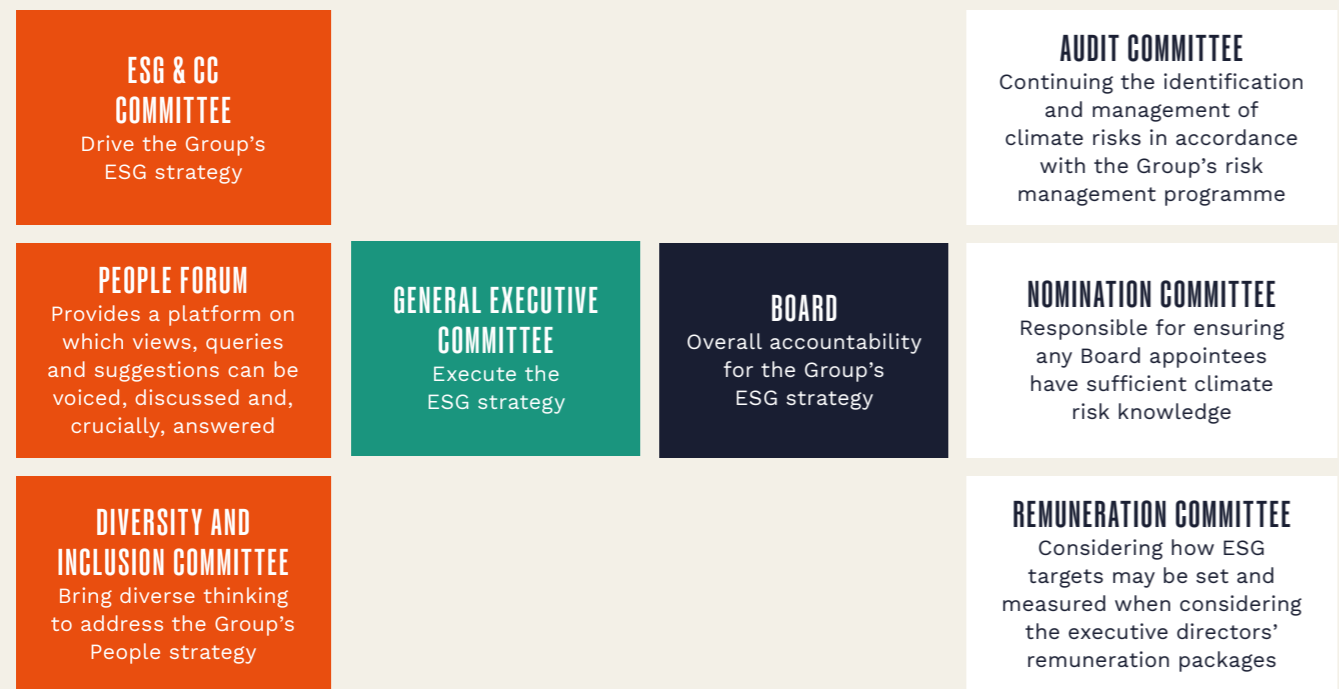 ESG & CC
COMMITTEE
Drive the Group’s
ESG strategy
PEOPLE FORUM
Provides a platform on
which views, queries
and suggestions can be
voiced, discussed and,
crucially, answered
DIVERSITY AND
INCLUSION COMMITTEE
Bring diverse thinking
to address the Group’s
People strategy
GENERAL EXECUTIVE
COMMITTEE
Execute the
ESG strategy
BOARD
Overall accountability
for the Group’s
ESG strategy
AUDIT COMMITTEE
Continuing the identification
and management of
climate risks in accordance
with the Group’s risk
management programme
NOMINATION COMMITTEE
Responsible for ensuring
any Board appointees
have sufficient climate
risk knowledge
REMUNERATION COMMITTEE
Considering how ESG
targets may be set and
measured when considering
the executive directors’
remuneration packages